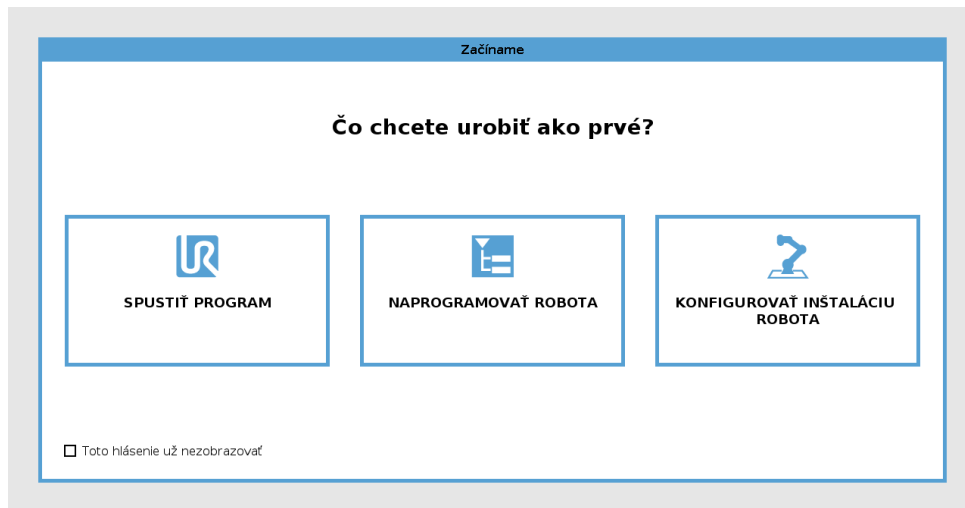 Začíname
Čo chcete urobiť ako prvé?
SPUSTIŤ PROGRAM
NAPROGRAMOVAŤ ROBOTA
KONFIGUROVAŤ INŠTALÁCIU
ROBOTA
Toto hlásenie už nezobrazovať